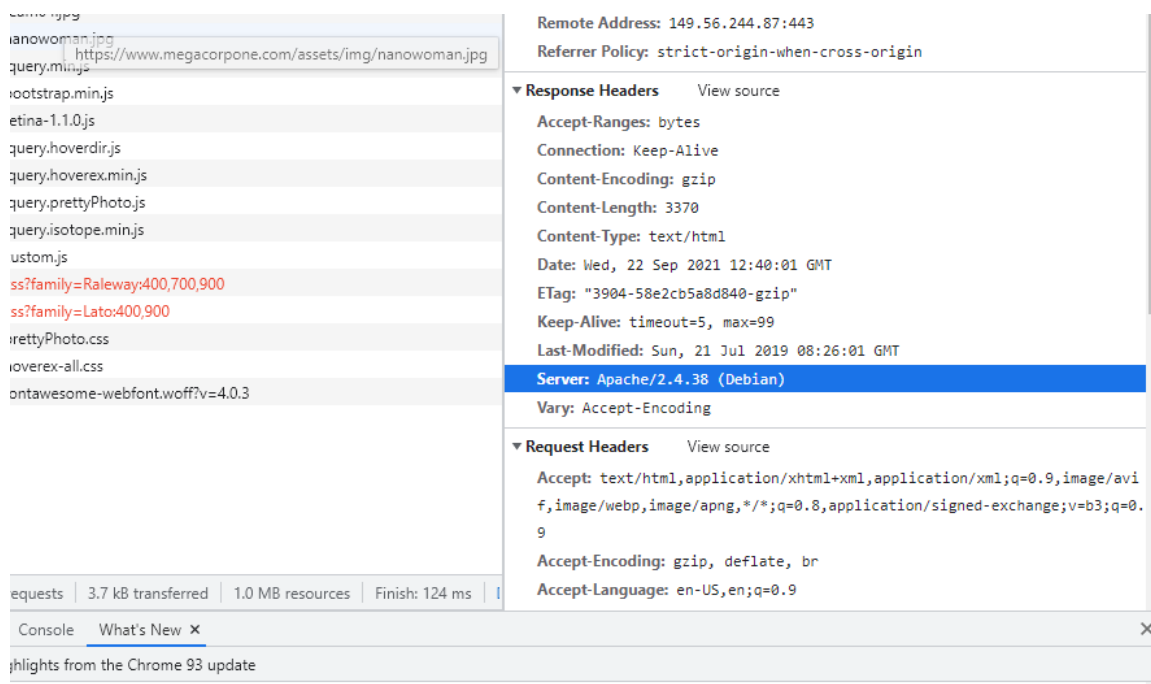 nanowoman.jpg
https://www.megacorpone.com/assets/img/nanowoman.jpg
query.min.js
bootstrap.min.js
etina-1.1.0.js
query.hoverdir.js
query.hoverex.min.js
query.prettyPhoto.js
query.isotope.min.js
ustom.js
ss?family=Raleway:400,700,900
ss?family=Lato:400,900
prettyPhoto.css
hoverex-all.css
ontawesome-webfont.woff?v=4.0.3
equests
3.7 kB transferred
1.0 MB resources
Finish: 124 ms
Remote Address: 149.56.244.87:443
Referrer Policy: strict-origin-when-cross-origin
Response Headers View source
Accept-Ranges: bytes
Connection: Keep-Alive
Content-Encoding: gzip
Content-Length: 3370
Content-Type: text/html
Date: Wed, 22 Sep 2021 12:40:01 GMT
ETag: "3904-58e2cb5a8d840-gzip"
Keep-Alive: timeout=5, max=99
Last-Modified: Sun, 21 Jul 2019 08:26:01 GMT
Server: Apache/2.4.38 (Debian)
Vary: Accept-Encoding
Request Headers View source
Accept: text/html,application/xhtml+xml,application/xml;q=0.9,image/avi
f,image/webp,image/apng,*/*;q=0.8,application/signed-exchange;v=b3;q=0.
9
Accept-Encoding: gzip, deflate, br
Accept-Language: en-US,en;q=0.9
Console What's New ×
ghlights from the Chrome 93 update